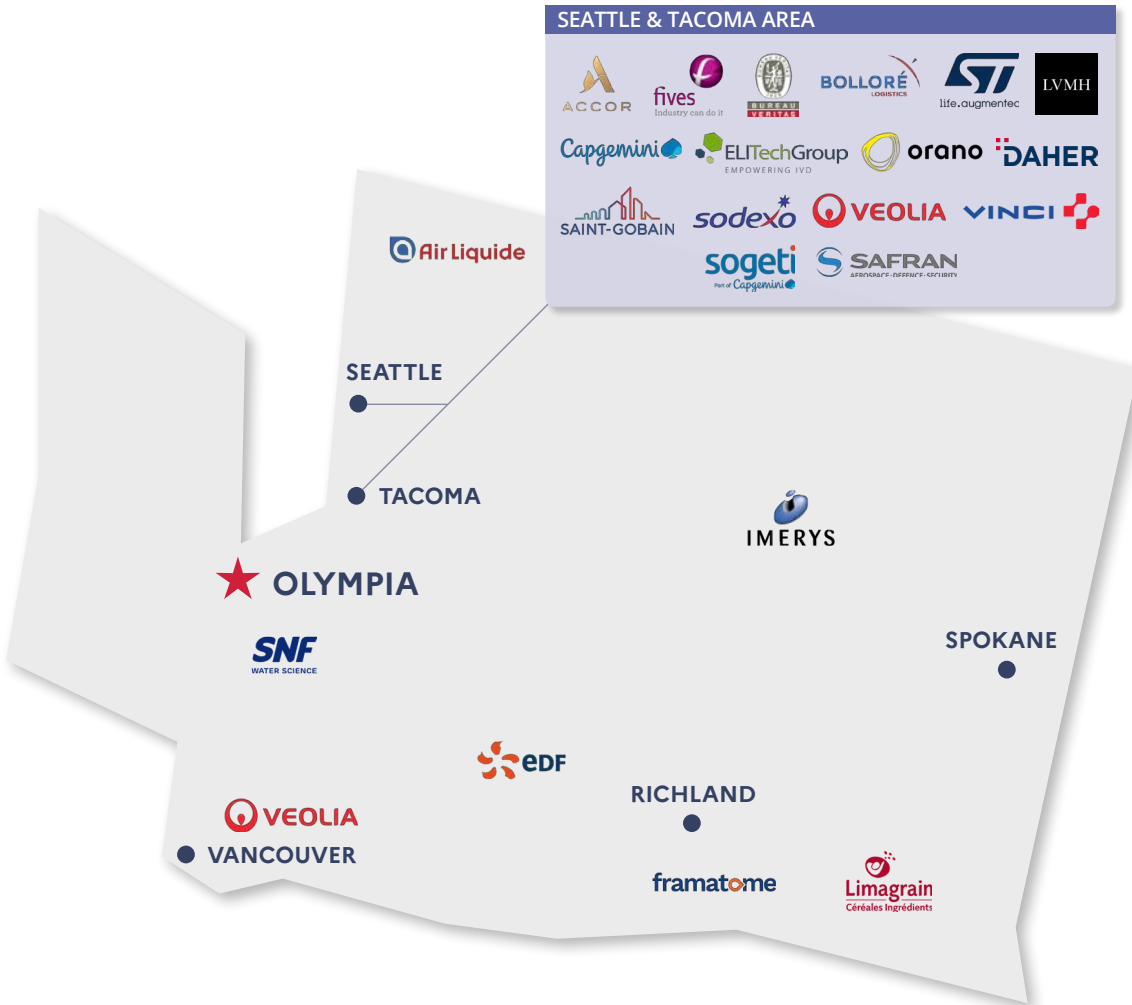 SEATTLE & TACOMA AREA
ACCOR
fives
Industry can do it
BUREAU
VERITAS
BOLLORÉ
LOGISTICS
ST
life.augmented
LVMH
Capgemini
ELITechGroup
EMPOWERING IVD
orano
DAHER
SAINT-GOBAIN
sodexo
VEOLIA
VINCI
sogeti
Part of Capgemini
SAFRAN
AEROSPACE · DEFENCE · SECURITY
Air Liquide
SEATTLE
TACOMA
IMERYS
OLYMPIA
SNF
WATER SCIENCE
SPOKANE
eDF
RICHLAND
VEOLIA
VANCOUVER
framatome
Limagrain
Céréales Ingrédients